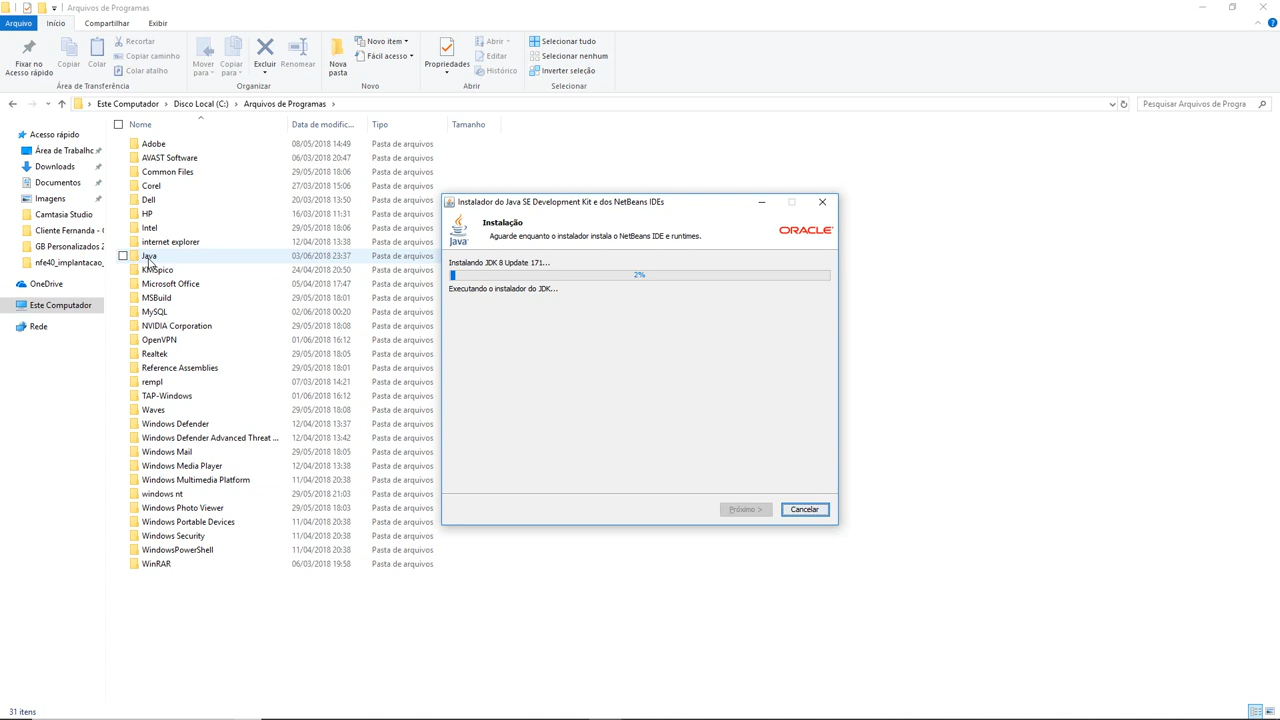 Arquivos de Programas
Arquivo Início Compartilhar Exibir
Fixar no Acesso rápido
Copiar
Colar
Recortar
Copiar caminho
Colar atalho
Área de Transferência
Mover para
Copiar para
Excluir
Renomear
Organizar
Nova pasta
Novo item
Fácil acesso
Novo
Propriedades
Abrir
Editar
Histórico
Abrir
Selecionar tudo
Selecionar nenhum
Inverter seleção
Selecionar
Este Computador Disco Local (C:) Arquivos de Programas
Pesquisar Arquivos de Progra
Acesso rápido
Área de Trabalho
Downloads
Documentos
Imagens
Camtasia Studio
Cliente Fernanda - 
GB Personalizados 2
nfe40_implantacao_
OneDrive
Este Computador
Rede
Nome Data de modific... Tipo Tamanho
Adobe 08/05/2018 14:49 Pasta de arquivos
AVAST Software 06/03/2018 20:47 Pasta de arquivos
Common Files 29/05/2018 18:06 Pasta de arquivos
Corel 27/03/2018 15:06 Pasta de arquivos
Dell 20/03/2018 13:50 Pasta de arquivos
HP 16/03/2018 11:31 Pasta de arquivos
Intel 29/05/2018 18:06 Pasta de arquivos
internet explorer 12/04/2018 13:38 Pasta de arquivos
Java 03/06/2018 23:37 Pasta de arquivos
KMSpico 24/04/2018 20:50 Pasta de arquivos
Microsoft Office 05/04/2018 17:47 Pasta de arquivos
MSBuild 29/05/2018 18:01 Pasta de arquivos
MySQL 02/06/2018 00:20 Pasta de arquivos
NVIDIA Corporation 29/05/2018 18:08 Pasta de arquivos
OpenVPN 01/06/2018 16:12 Pasta de arquivos
Realtek 29/05/2018 18:05 Pasta de arquivos
Reference Assemblies 29/05/2018 18:01 Pasta de arquivos
rempl 07/03/2018 14:21 Pasta de arquivos
TAP-Windows 01/06/2018 16:12 Pasta de arquivos
Waves 29/05/2018 18:08 Pasta de arquivos
Windows Defender 12/04/2018 13:37 Pasta de arquivos
Windows Defender Advanced Threat ... 12/04/2018 13:42 Pasta de arquivos
Windows Mail 29/05/2018 18:05 Pasta de arquivos
Windows Media Player 12/04/2018 13:38 Pasta de arquivos
Windows Multimedia Platform 11/04/2018 20:38 Pasta de arquivos
windows nt 29/05/2018 21:03 Pasta de arquivos
Windows Photo Viewer 29/05/2018 18:03 Pasta de arquivos
Windows Portable Devices 11/04/2018 20:38 Pasta de arquivos
Windows Security 11/04/2018 20:38 Pasta de arquivos
WindowsPowerShell 11/04/2018 20:38 Pasta de arquivos
WinRAR 06/03/2018 19:58 Pasta de arquivos
Instalador do Java SE Development Kit e dos NetBeans IDEs
Java
Instalação
Aguarde enquanto o instalador instala o NetBeans IDE e runtimes.
ORACLE
Instalando JDK 8 Update 171...
2%
Executando o instalador do JDK...
Próximo >
Cancelar
31 itens